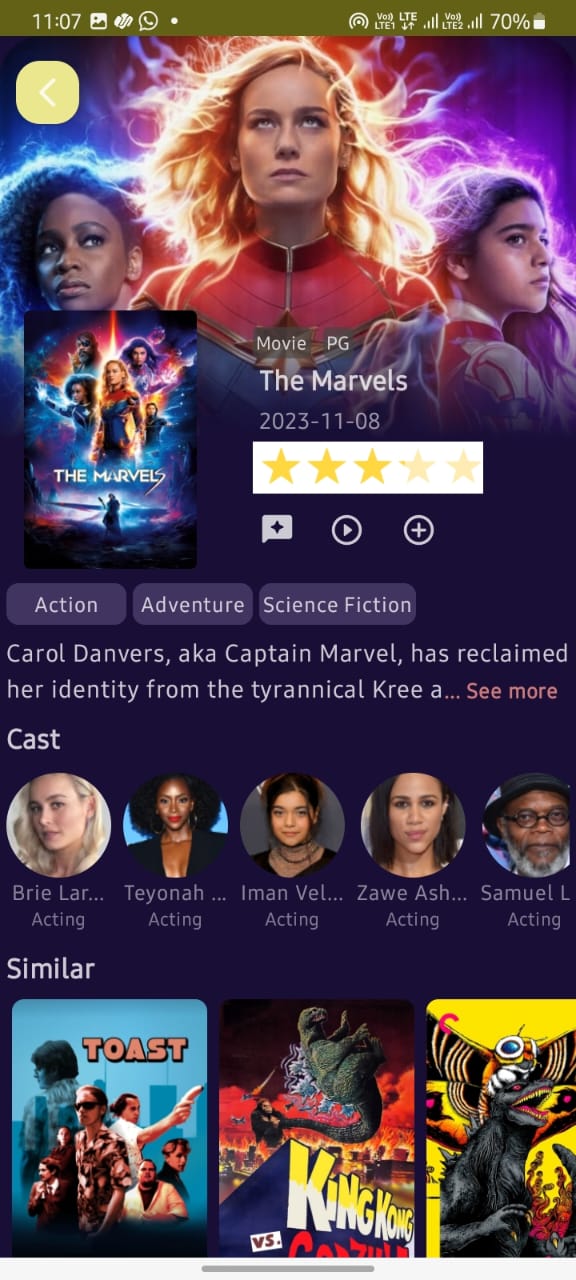 11:07
Vo)) LTE Vo))
LTE1 LTE2 70%
Movie PG
The Marvels
2023-11-08
THE MARVELS
Action Adventure Science Fiction
Carol Danvers, aka Captain Marvel, has reclaimed
her identity from the tyrannical Kree a... See more
Cast
Brie Lar... Teyonah ... Iman Vel... Zawe Ash... Samuel L
Acting Acting Acting Acting Acting
Similar
TOAST
KING KONG
VS.
GODZILLA